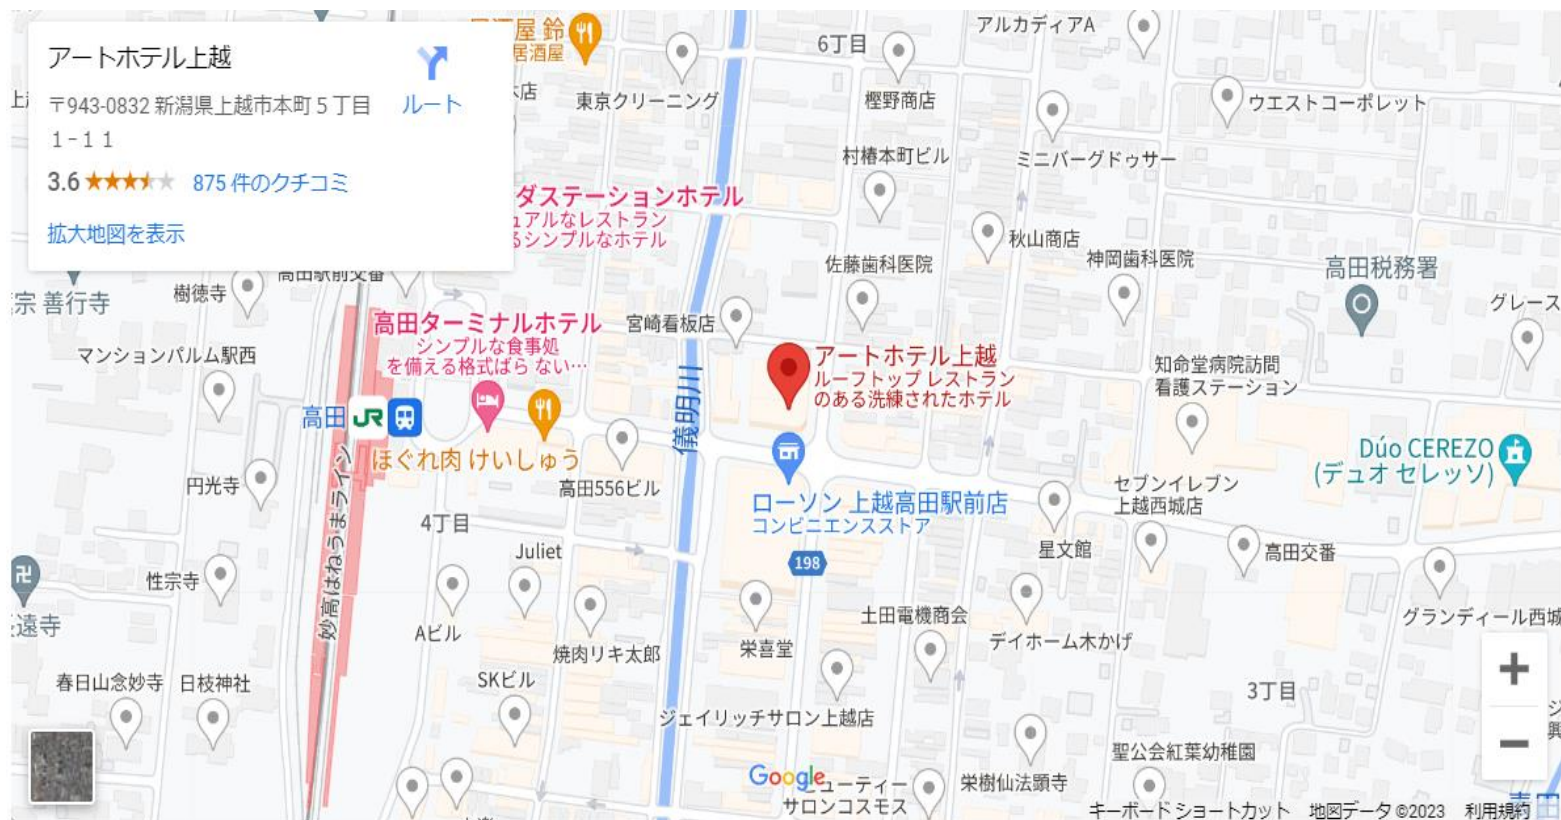 アートホテル上越
ルート
〒943-0832 新潟県上越市本町５丁目
１−１１
3.6
875 件のクチコミ
拡大地図を表示
屋 鈴
居酒屋
東京クリーニング
6丁目
樫野商店
アルカディアA
ウエストコーポレット
村椿本町ビル
ミニバーグドゥサー
ダステーションホテル
ュアルなレストラン
るシンプルなホテル
秋山商店
神岡歯科医院
佐藤歯科医院
高田税務署
グレース
高田駅前交番
樹徳寺
宗 善行寺
高田ターミナルホテル
シンプルな食事処
を備える格式ばら ない…
宮崎看板店
マンションパルム駅西
アートホテル上越
ルーフトップ レストラン
のある洗練されたホテル
知命堂病院訪問
看護ステーション
儀明川
高田
JR
ほぐれ肉 けいしゅう
Dúo CEREZO
(デュオ セレッソ)
円光寺
高田556ビル
ローソン 上越高田駅前店
コンビニエンスストア
セブンイレブン
上越西城店
4丁目
妙高はねうまライン
Juliet
198
星文館
高田交番
性宗寺
遠寺
Aビル
焼肉リキ太郎
栄喜堂
土田電機商会
デイホーム木かげ
グランディール西城
春日山念妙寺
日枝神社
SKビル
ジェイリッチサロン上越店
3丁目
聖公会紅葉幼稚園
Google
ューティー
サロンコスモス
栄樹仙法顕寺
キーボード ショートカット
地図データ ©2023
利用規約